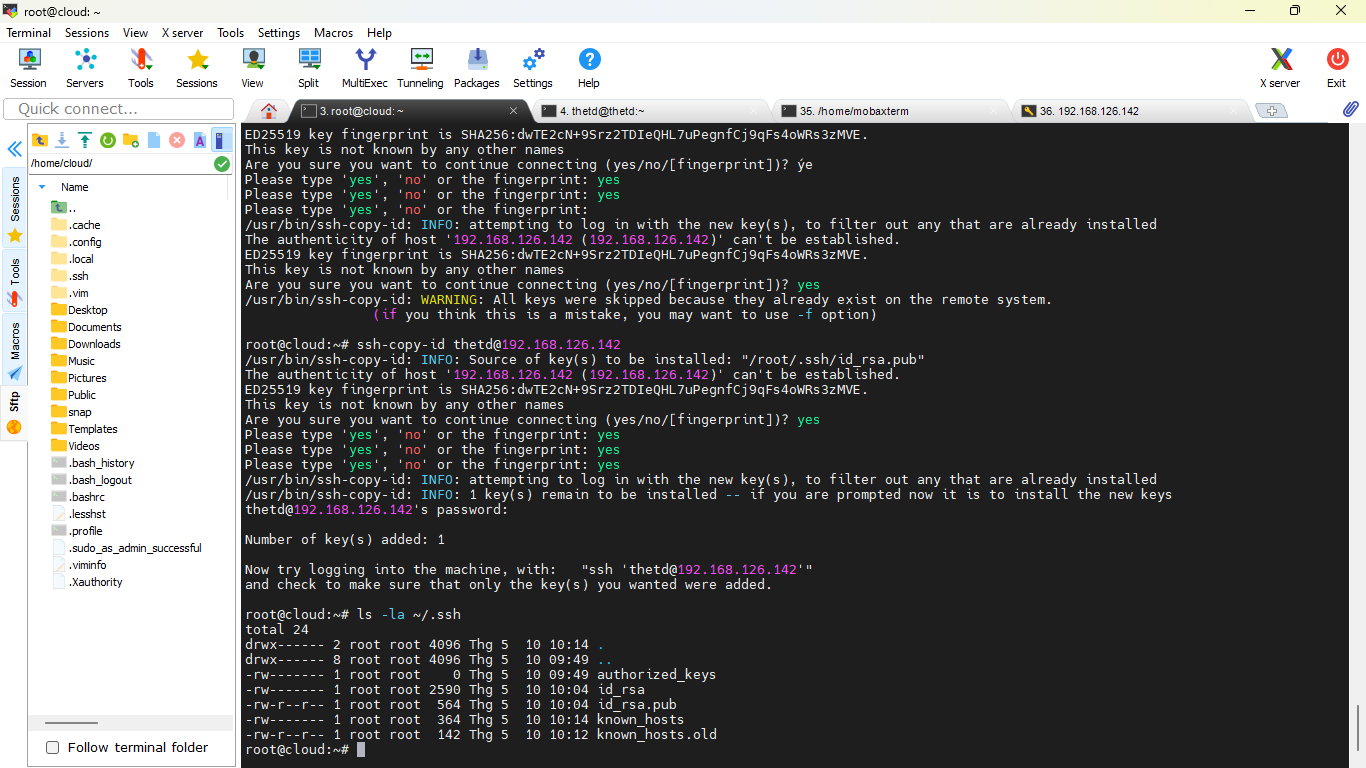 root@cloud: ~
Terminal Sessions View X server Tools Settings Macros Help
Session Servers Tools Sessions View Split MultiExec Tunneling Packages Settings Help X server Exit
Quick connect...
3. root@cloud: ~
4. thetd@thetd:~
35. /home/mobaxterm
36. 192.168.126.142
Sessions
Tools
Macros
Sftp
/home/cloud/
Name
..
.cache
.config
.local
.ssh
.vim
Desktop
Documents
Downloads
Music
Pictures
Public
snap
Templates
Videos
.bash_history
.bash_logout
.bashrc
.lesshst
.profile
.sudo_as_admin_successful
.viminfo
.Xauthority
Follow terminal folder
ED25519 key fingerprint is SHA256:dwTE2cN+9Srz2TDIeQHL7uPegnfCj9qFs4oWRs3zMVE.
This key is not known by any other names
Are you sure you want to continue connecting (yes/no/[fingerprint])? ýe
Please type 'yes', 'no' or the fingerprint: yes
Please type 'yes', 'no' or the fingerprint: yes
Please type 'yes', 'no' or the fingerprint:
/usr/bin/ssh-copy-id: INFO: attempting to log in with the new key(s), to filter out any that are already installed
The authenticity of host '192.168.126.142 (192.168.126.142)' can't be established.
ED25519 key fingerprint is SHA256:dwTE2cN+9Srz2TDIeQHL7uPegnfCj9qFs4oWRs3zMVE.
This key is not known by any other names
Are you sure you want to continue connecting (yes/no/[fingerprint])? yes
/usr/bin/ssh-copy-id: WARNING: All keys were skipped because they already exist on the remote system.
(if you think this is a mistake, you may want to use -f option)
root@cloud:~# ssh-copy-id thetd@192.168.126.142
/usr/bin/ssh-copy-id: INFO: Source of key(s) to be installed: "/root/.ssh/id_rsa.pub"
The authenticity of host '192.168.126.142 (192.168.126.142)' can't be established.
ED25519 key fingerprint is SHA256:dwTE2cN+9Srz2TDIeQHL7uPegnfCj9qFs4oWRs3zMVE.
This key is not known by any other names
Are you sure you want to continue connecting (yes/no/[fingerprint])? yes
Please type 'yes', 'no' or the fingerprint: yes
Please type 'yes', 'no' or the fingerprint: yes
Please type 'yes', 'no' or the fingerprint: yes
/usr/bin/ssh-copy-id: INFO: attempting to log in with the new key(s), to filter out any that are already installed
/usr/bin/ssh-copy-id: INFO: 1 key(s) remain to be installed -- if you are prompted now it is to install the new keys
thetd@192.168.126.142's password:
Number of key(s) added: 1
Now try logging into the machine, with: "ssh 'thetd@192.168.126.142'"
and check to make sure that only the key(s) you wanted were added.
root@cloud:~# ls -la ~/.ssh
total 24
drwx------ 2 root root 4096 Thg 5 10 10:14 .
drwx------ 8 root root 4096 Thg 5 10 09:49 ..
-rw------- 1 root root 0 Thg 5 10 09:49 authorized_keys
-rw------- 1 root root 2590 Thg 5 10 10:04 id_rsa
-rw-r--r-- 1 root root 564 Thg 5 10 10:04 id_rsa.pub
-rw------- 1 root root 364 Thg 5 10 10:14 known_hosts
-rw-r--r-- 1 root root 142 Thg 5 10 10:12 known_hosts.old
root@cloud:~#